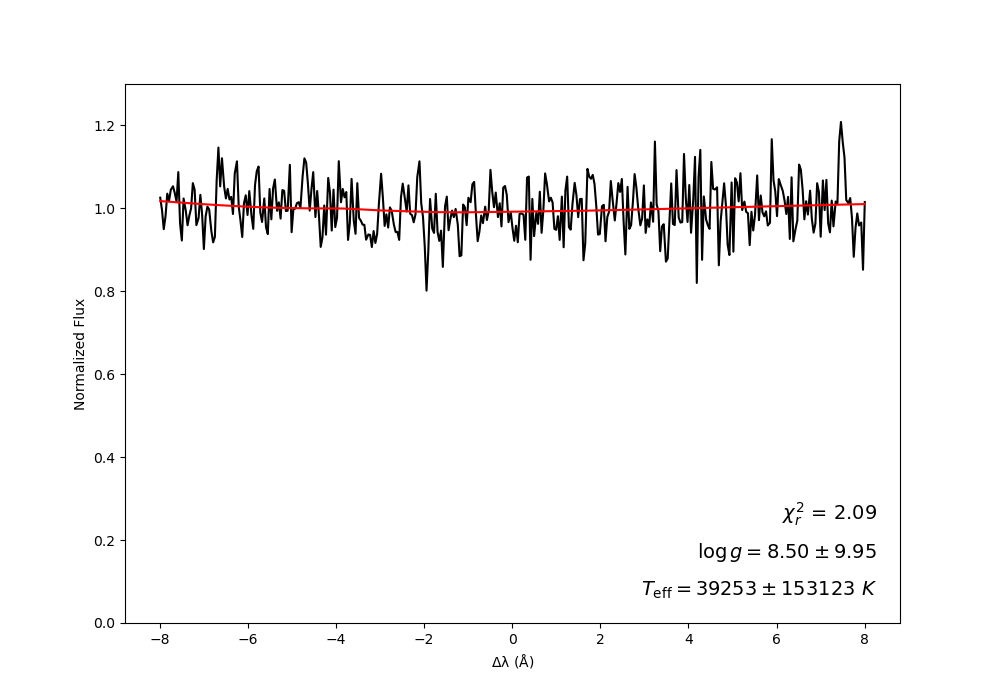 1.2
1.0
0.8
0.6
0.4
0.2
0.0
Normalized Flux
χ²ᵣ = 2.09
log g = 8.50 ± 9.95
T_eff = 39253 ± 153123 K
−8 −6 −4 −2 0 2 4 6 8
Δλ (Å)